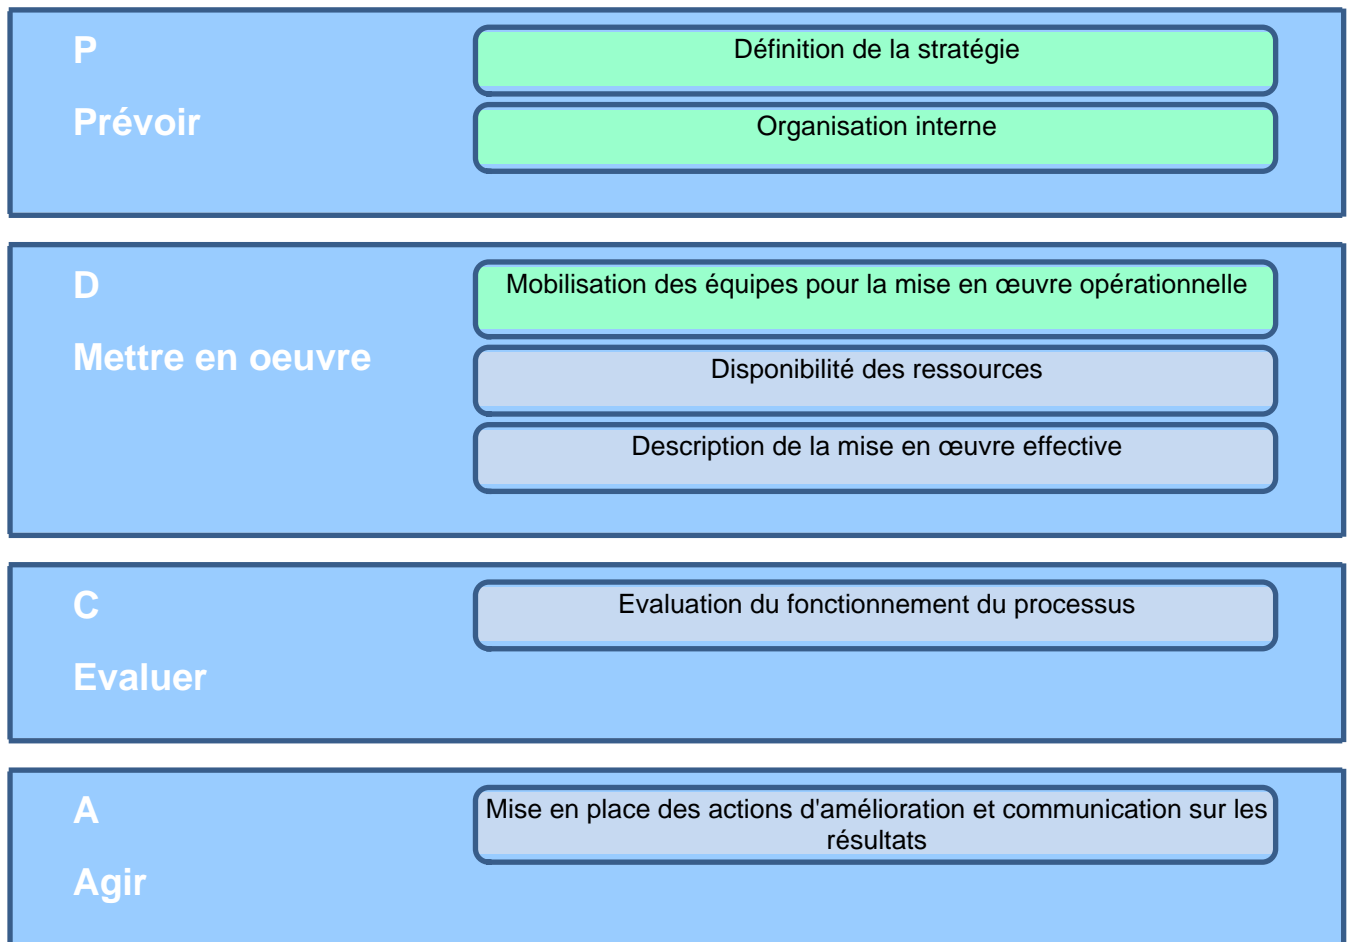 P
Prévoir
Définition de la stratégie
Organisation interne
D
Mettre en oeuvre
Mobilisation des équipes pour la mise en œuvre opérationnelle
Disponibilité des ressources
Description de la mise en œuvre effective
C
Evaluer
Evaluation du fonctionnement du processus
A
Agir
Mise en place des actions d'amélioration et communication sur les
résultats